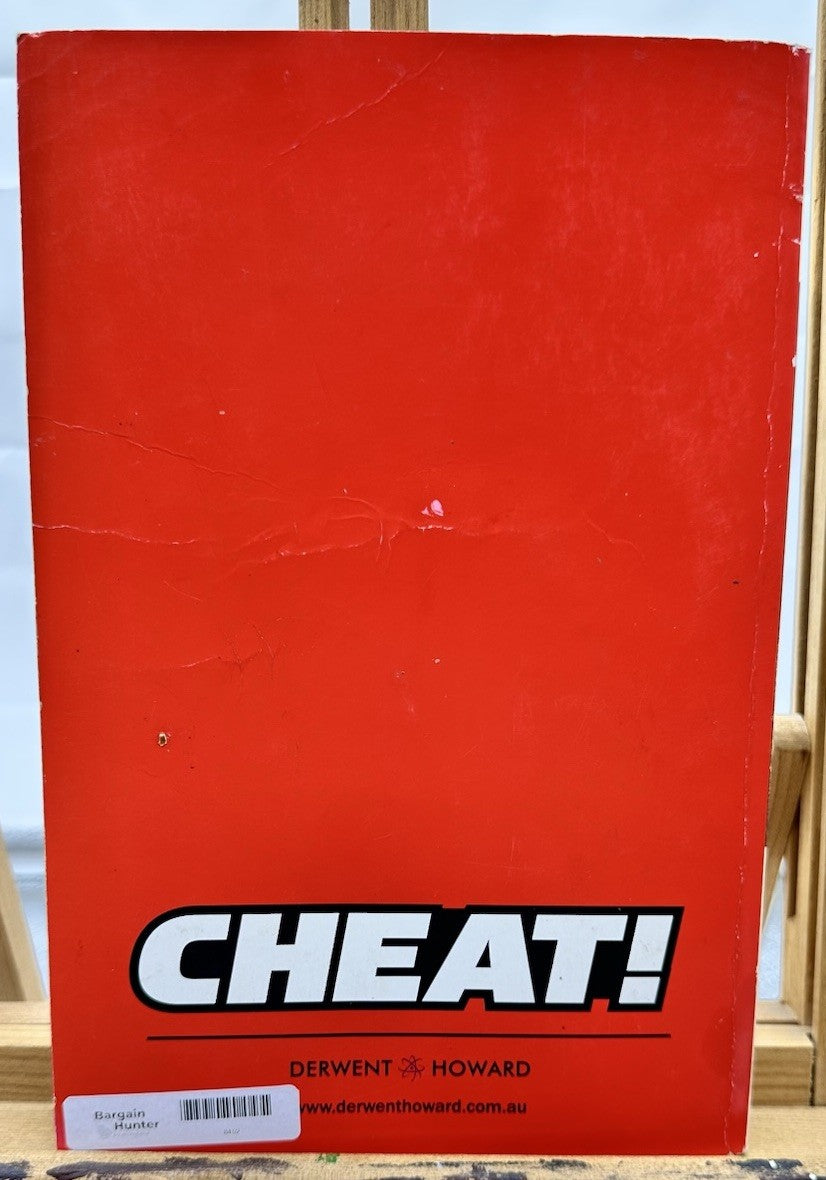 CHEAT!
DERWENT HOWARD
www.derwenthoward.com.au
Bargain
Hunter